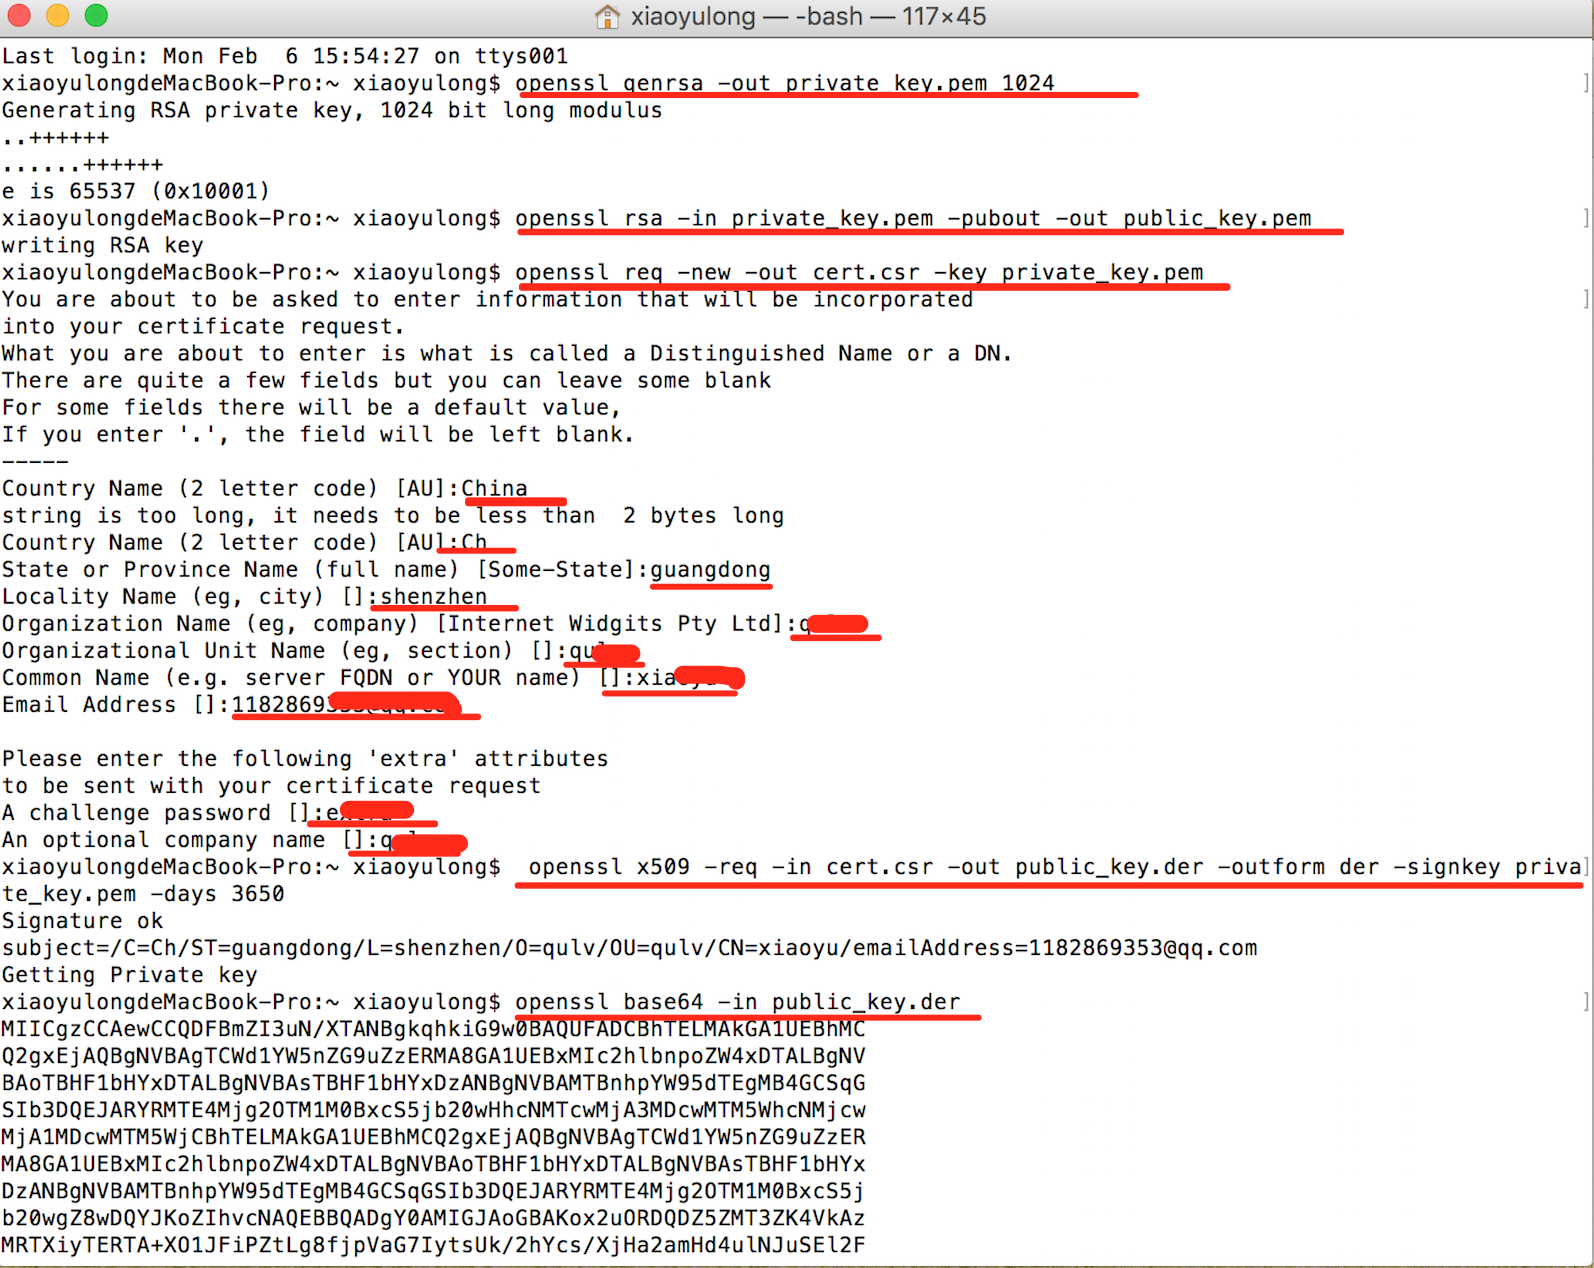 xiaoyulong — -bash — 117×45
Last login: Mon Feb  6 15:54:27 on ttys001
xiaoyulongdeMacBook-Pro:~ xiaoyulong$ openssl genrsa -out private_key.pem 1024
Generating RSA private key, 1024 bit long modulus
..++++++
......++++++
e is 65537 (0x10001)
xiaoyulongdeMacBook-Pro:~ xiaoyulong$ openssl rsa -in private_key.pem -pubout -out public_key.pem
writing RSA key
xiaoyulongdeMacBook-Pro:~ xiaoyulong$ openssl req -new -out cert.csr -key private_key.pem
You are about to be asked to enter information that will be incorporated
into your certificate request.
What you are about to enter is what is called a Distinguished Name or a DN.
There are quite a few fields but you can leave some blank
For some fields there will be a default value,
If you enter '.', the field will be left blank.
-----
Country Name (2 letter code) [AU]:China
string is too long, it needs to be less than  2 bytes long
Country Name (2 letter code) [AU]:Ch
State or Province Name (full name) [Some-State]:guangdong
Locality Name (eg, city) []:shenzhen
Organization Name (eg, company) [Internet Widgits Pty Ltd]:
Organizational Unit Name (eg, section) []:
Common Name (e.g. server FQDN or YOUR name) []:
Email Address []:
Please enter the following 'extra' attributes
to be sent with your certificate request
A challenge password []:
An optional company name []:
xiaoyulongdeMacBook-Pro:~ xiaoyulong$  openssl x509 -req -in cert.csr -out public_key.der -outform der -signkey priva
te_key.pem -days 3650
Signature ok
subject=/C=Ch/ST=guangdong/L=shenzhen/O=qulv/OU=qulv/CN=xiaoyu/emailAddress=1182869353@qq.com
Getting Private key
xiaoyulongdeMacBook-Pro:~ xiaoyulong$ openssl base64 -in public_key.der
MIICgzCCAewCCQDFBmZI3uN/XTANBgkqhkiG9w0BAQUFADCBhTELMAkGA1UEBhMC
Q2gxEjAQBgNVBAgTCWd1YW5nZG9uZzERMA8GA1UEBxMIc2hlbnpoZW4xDTALBgNV
BAoTBHF1bHYxDTALBgNVBAsTBHF1bHYxDzANBgNVBAMTBnhpYW95dTEgMB4GCSqG
SIb3DQEJARYRMTE4Mjg2OTM1M0BxcS5jb20wHhcNMTcwMjA3MDcwMTM5WhcNMjcw
MjA1MDcwMTM5WjCBhTELMAkGA1UEBhMCQ2gxEjAQBgNVBAgTCWd1YW5nZG9uZzER
MA8GA1UEBxMIc2hlbnpoZW4xDTALBgNVBAoTBHF1bHYxDTALBgNVBAsTBHF1bHYx
DzANBgNVBAMTBnhpYW95dTEgMB4GCSqGSIb3DQEJARYRMTE4Mjg2OTM1M0BxcS5j
b20wgZ8wDQYJKoZIhvcNAQEBBQADgY0AMIGJAoGBAKox2uORDQDZ5ZMT3ZK4VkAz
MRTXiyTERTA+XO1JFiPZtLg8fjpVaG7IytsUk/2hYcs/XjHa2amHd4ulNJuSEl2F